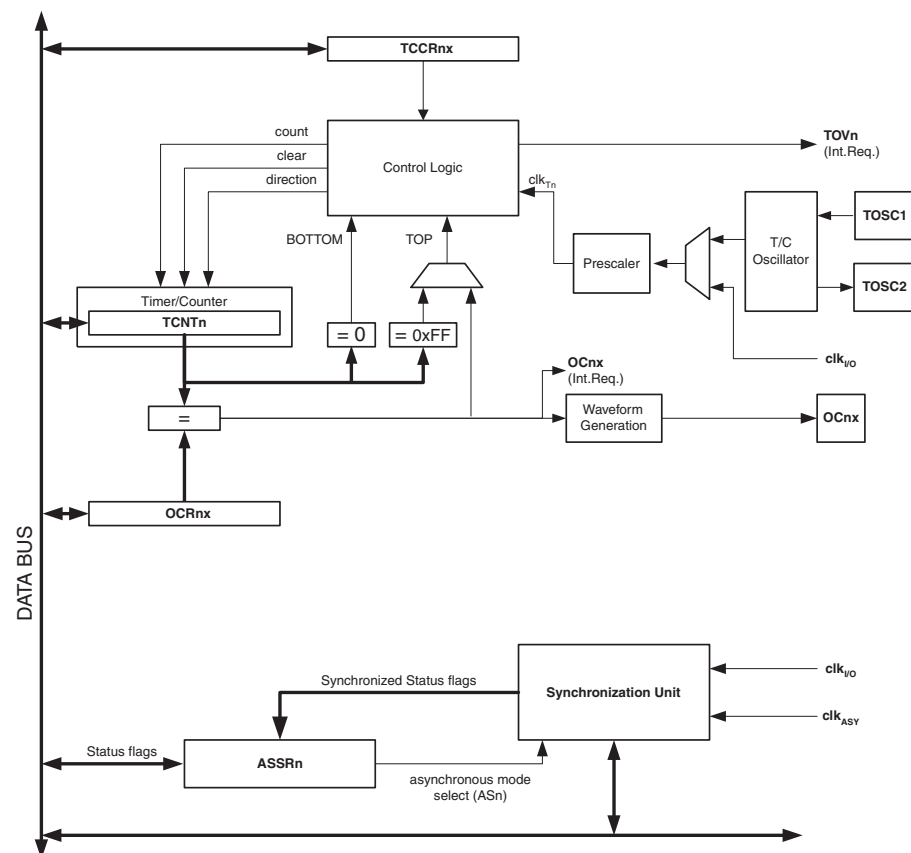 TCCRnx
count
clear
direction
Control Logic
TOVn
(Int.Req.)
clkTn
BOTTOM
TOP
TOSC1
T/C
Oscillator
Prescaler
TOSC2
Timer/Counter
TCNTn
= 0
= 0xFF
clkI/O
OCnx
(Int.Req.)
=
Waveform
Generation
OCnx
OCRnx
DATA BUS
Synchronized Status flags
Synchronization Unit
clkI/O
clkASY
Status flags
ASSRn
asynchronous mode
select (ASn)